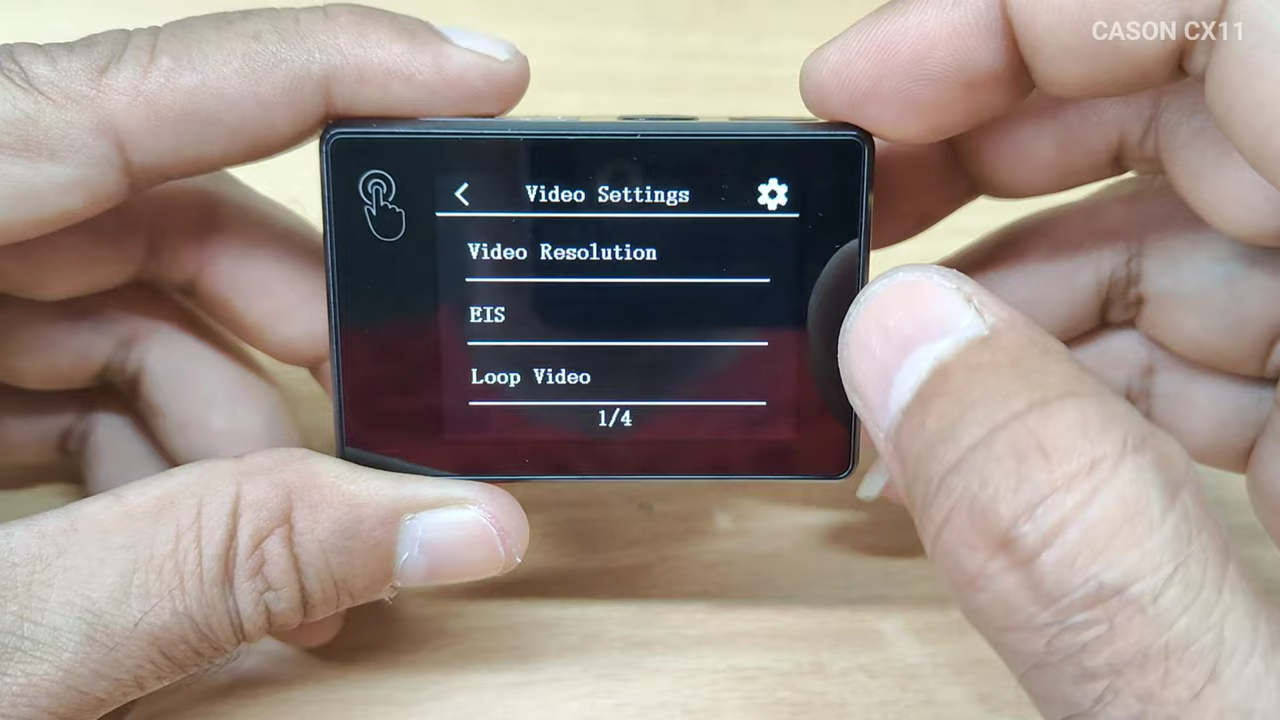 CASON CX11
Video Settings
Video Resolution
EIS
Loop Video
1/4